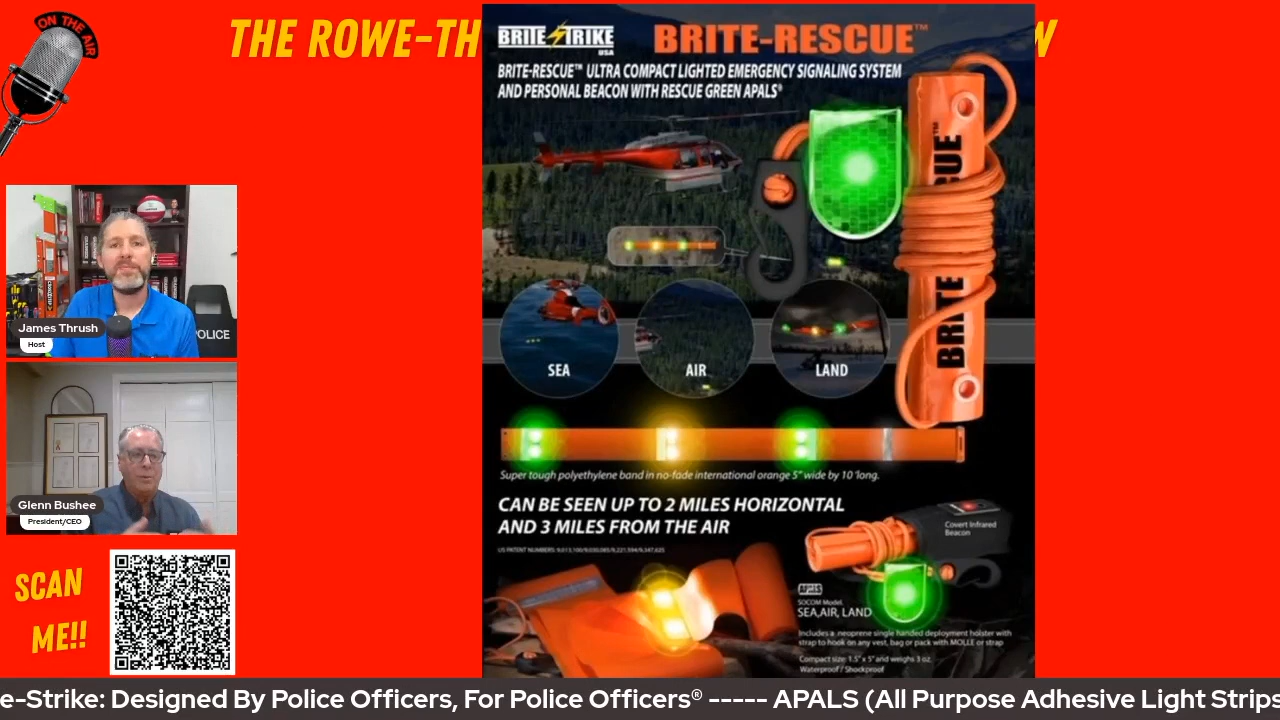 ON THE AIR
THE ROWE-TH
W
BRITE STRIKE
USA
BRITE-RESCUE™
BRITE-RESCUE™ ULTRA COMPACT LIGHTED EMERGENCY SIGNALING SYSTEM
AND PERSONAL BEACON WITH RESCUE GREEN APALS®
BRITE
CUE™
SEA
AIR
LAND
Super tough polyethylene band in no-fade international orange 5" wide by 10 'long.
CAN BE SEEN UP TO 2 MILES HORIZONTAL
AND 3 MILES FROM THE AIR
Covert Infrared
Beacon
APALS
SOCOM Model
SEA,AIR, LAND
Includes a neoprene single handed deployment holster with
strap to hook on any vest, bag or pack with MOLLE or strap
Compact size: 1.5" x 5" and weighs 3 oz.
Waterproof / Shockproof
POLICE
James Thrush
Host
Glenn Bushee
President/CEO
SCAN
ME!!
e-Strike: Designed By Police Officers, For Police Officers® ----- APALS (All Purpose Adhesive Light Strips